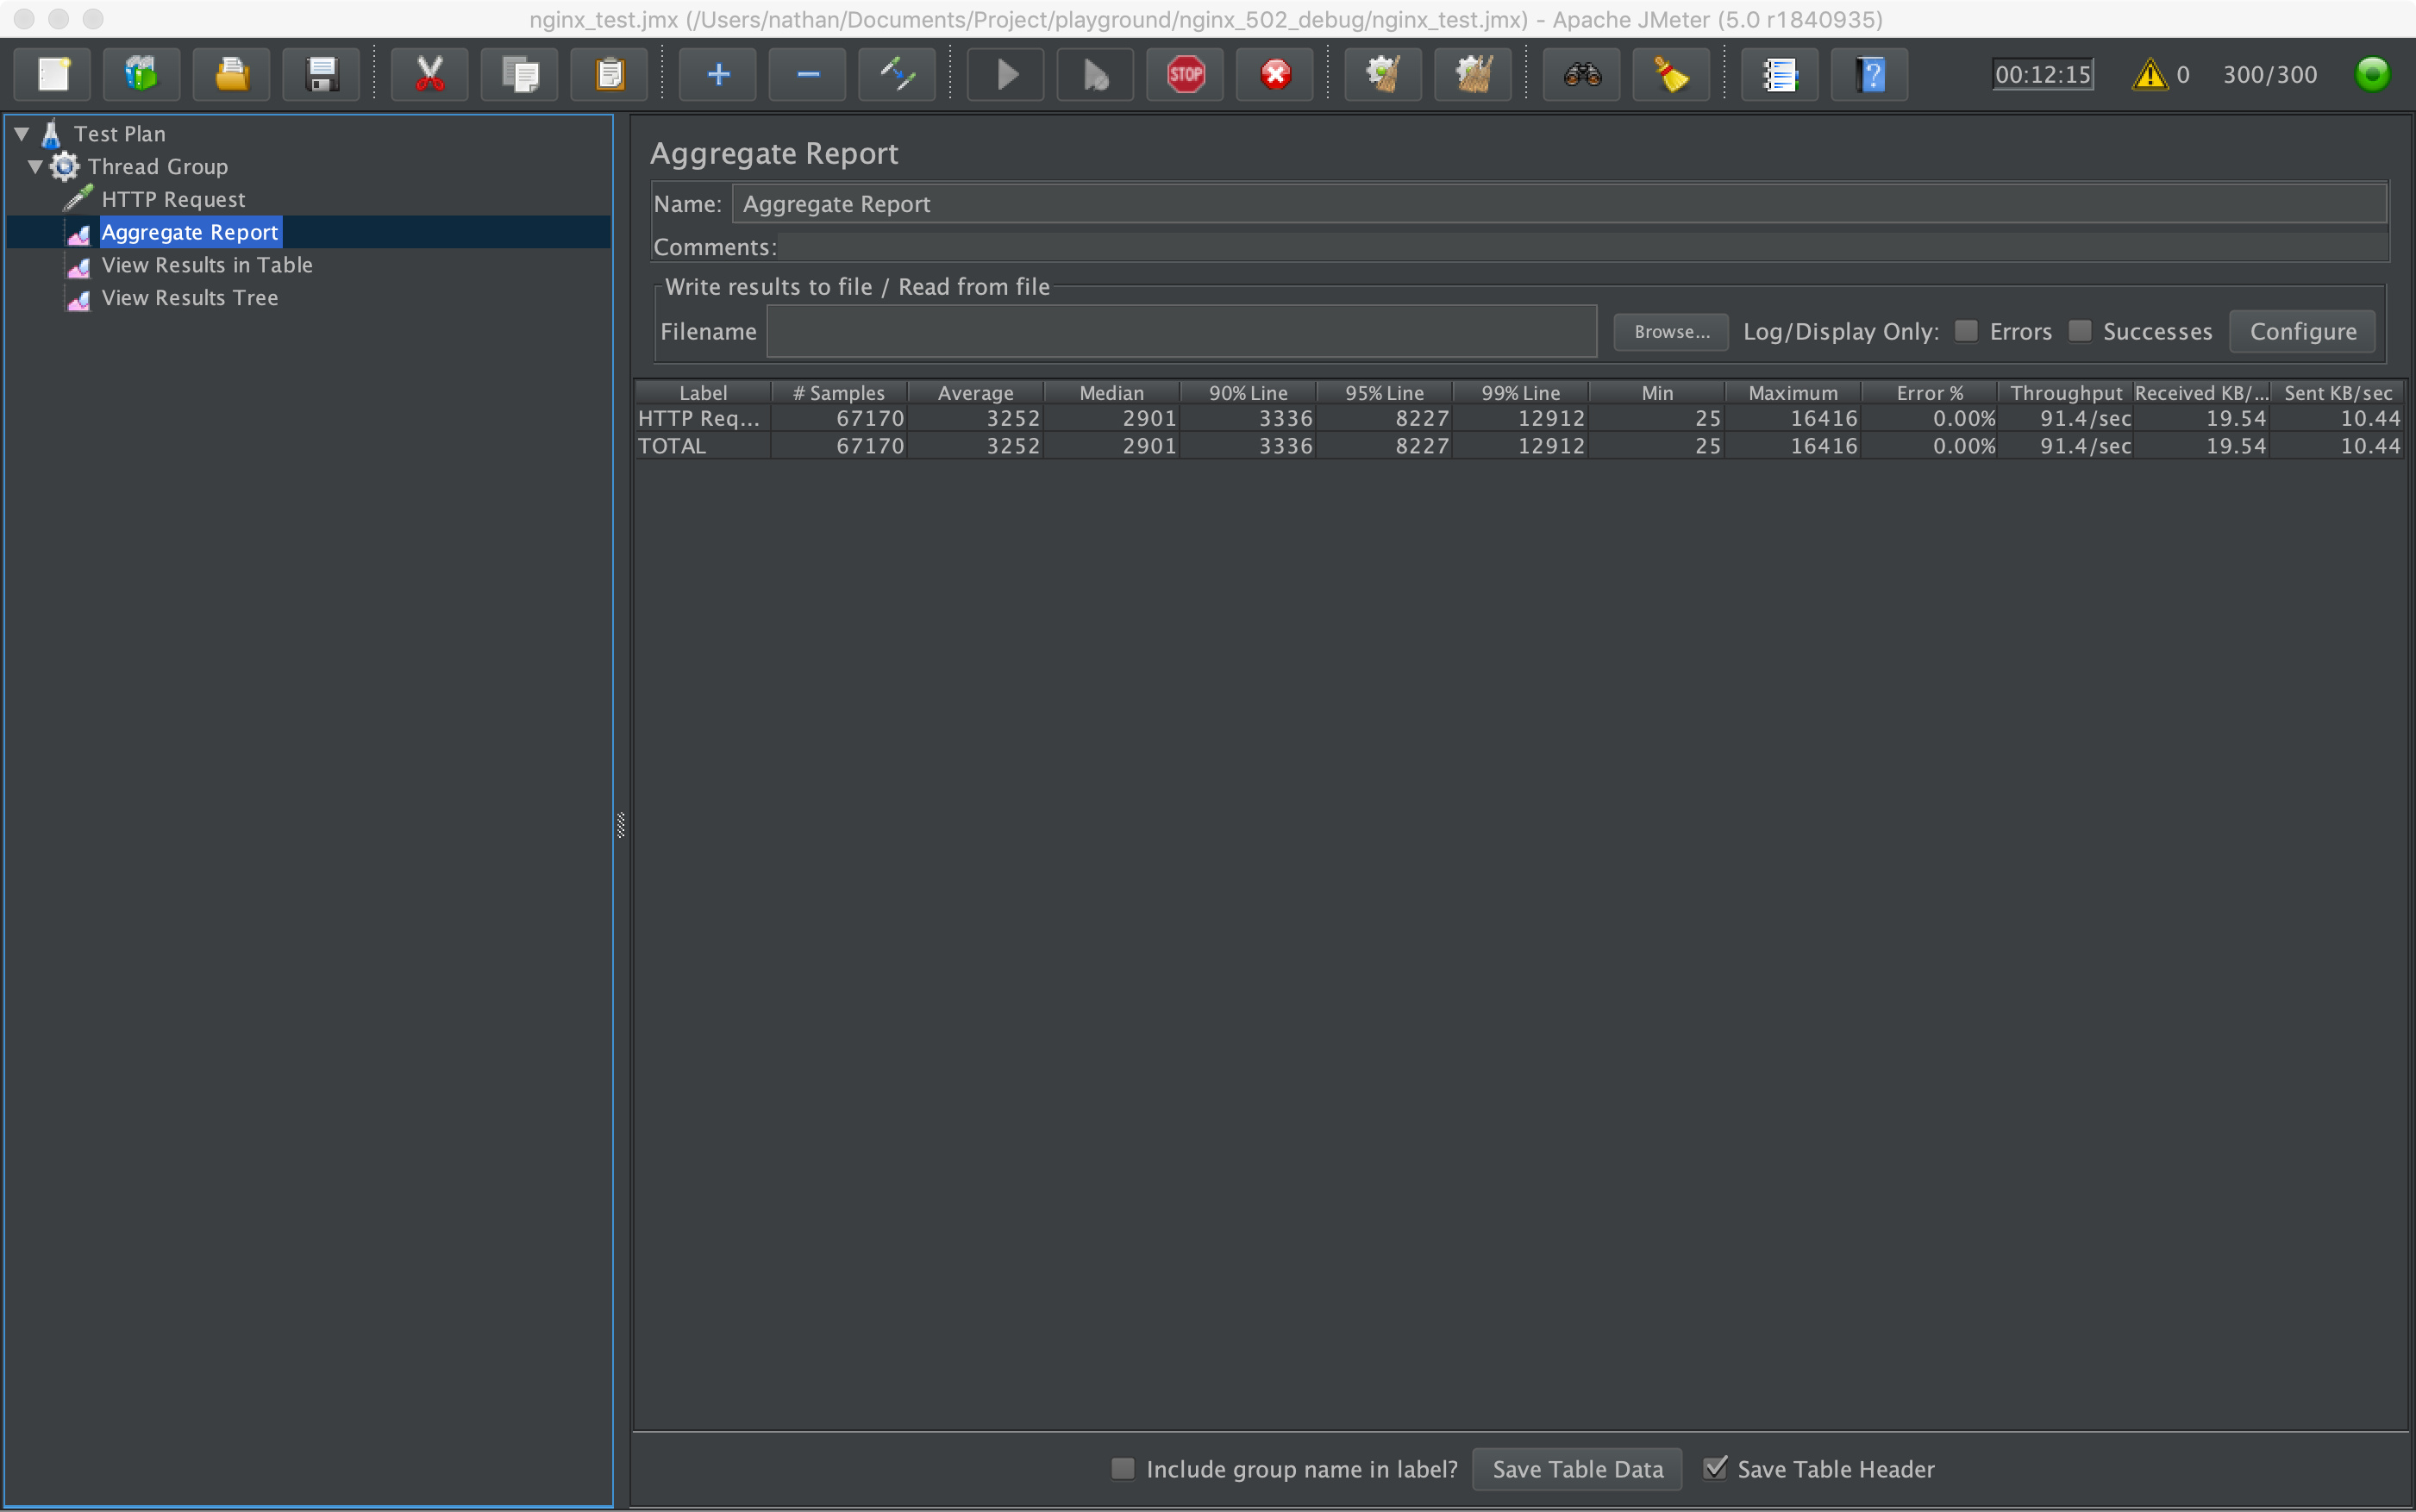 nginx_test.jmx (/Users/nathan/Documents/Project/playground/nginx_502_debug/nginx_test.jmx) - Apache JMeter (5.0 r1840935)
STOP
00:12:15 0 300/300
Test Plan
Thread Group
HTTP Request
Aggregate Report
View Results in Table
View Results Tree
Aggregate Report
Name: Aggregate Report
Comments:
Write results to file / Read from file
Filename Browse... Log/Display Only: Errors Successes Configure
Label # Samples Average Median 90% Line 95% Line 99% Line Min Maximum Error % Throughput Received KB/... Sent KB/sec
HTTP Req... 67170 3252 2901 3336 8227 12912 25 16416 0.00% 91.4/sec 19.54 10.44
TOTAL 67170 3252 2901 3336 8227 12912 25 16416 0.00% 91.4/sec 19.54 10.44
Include group name in label? Save Table Data Save Table Header